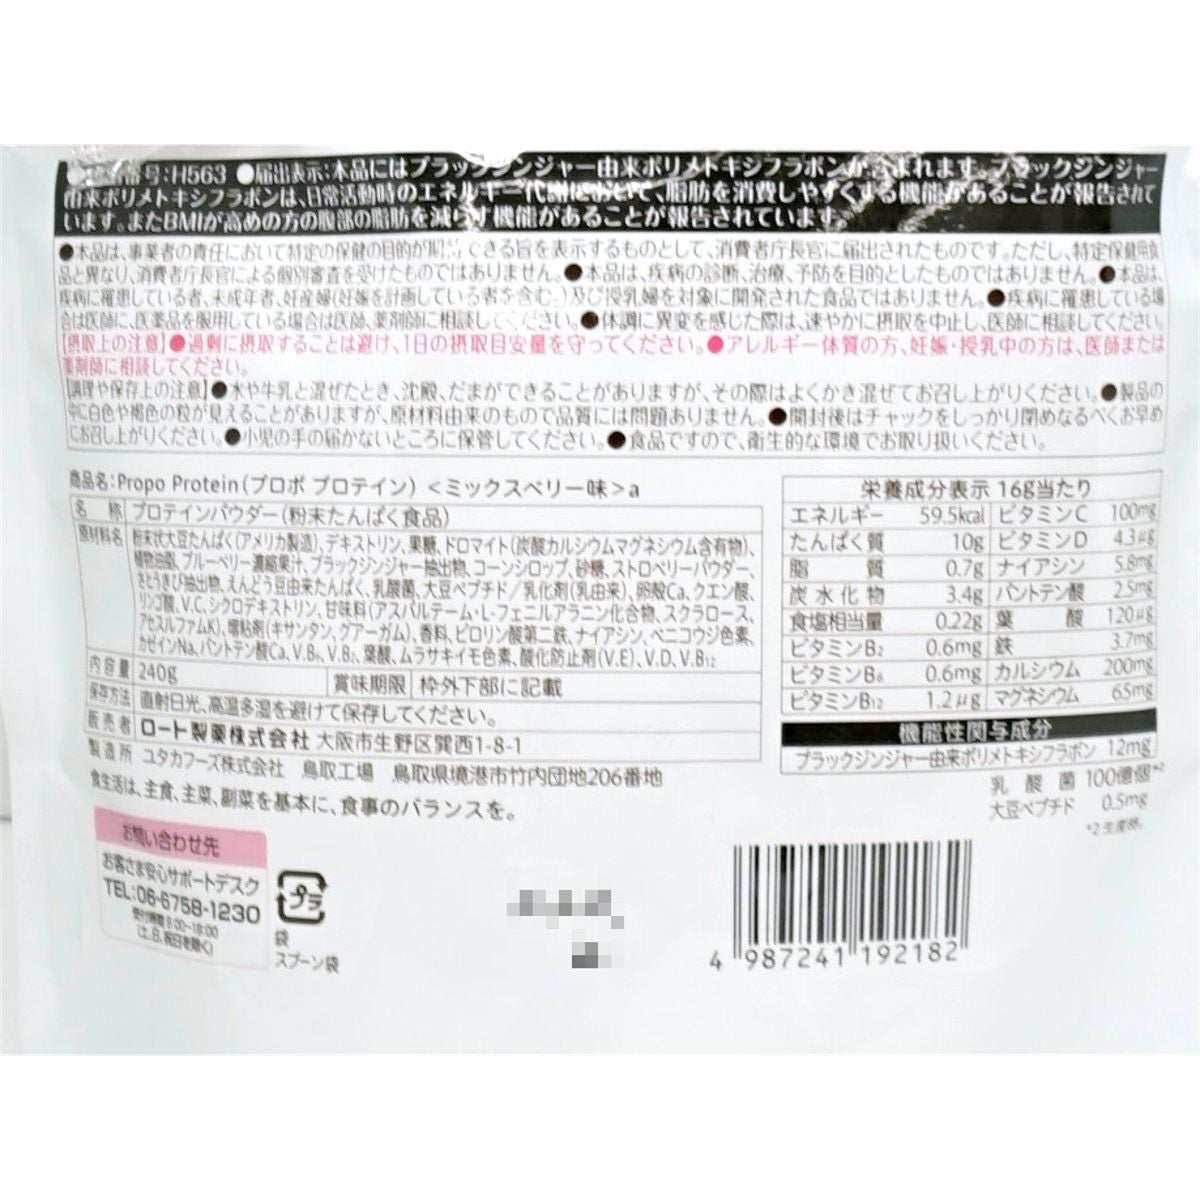 番号:H563 ●届出表示:本品にはブラックジンジャー由来ポリメトキシフラボンが含まれます。ブラックジンジャー
由来ポリメトキシフラボンは、日常活動時のエネルギー代謝において、脂肪を消費しやすくする機能があることが報告されて
います。またBMIが高めの方の腹部の脂肪を減らす機能があることが報告されています。
●本品は、事業者の責任において特定の保健の目的が期待できる旨を表示するものとして、消費者庁長官に届出されたものです。ただし、特定保健用食
品と異なり、消費者庁長官による個別審査を受けたものではありません。●本品は、疾病の診断、治療、予防を目的としたものではありません。●本品は、
疾病に罹患している者、未成年者、妊産婦(妊娠を計画している者を含む。)及び授乳婦を対象に開発された食品ではありません。●疾病に罹患している場
合は医師に、医薬品を服用している場合は医師、薬剤師に相談してください。●体調に異変を感じた際は、速やかに摂取を中止し、医師に相談してください。
【摂取上の注意】●過剰に摂取することは避け、1日の摂取目安量を守ってください。●アレルギー体質の方、妊娠・授乳中の方は、医師または
薬剤師に相談してください。
【調理や保存上の注意】●水や牛乳と混ぜたとき、沈殿、だまができることがありますが、その際はよくかき混ぜてお召し上がりください。●製品の
中に白色や褐色の粒が見えることがありますが、原材料由来のもので品質には問題ありません。●開封後はチャックをしっかり閉めなるべくお早め
にお召し上がりください。●小児の手の届かないところに保管してください。●食品ですので、衛生的な環境でお取り扱いください。
商品名:Propo Protein(プロポ プロテイン) <ミックスベリー味>a
名 称 プロテインパウダー(粉末たんぱく食品)
原材料名 粉末状大豆たんぱく(アメリカ製造)、デキストリン、果糖、ドロマイト(炭酸カルシウムマグネシウム含有物)、
植物油脂、ブルーベリー濃縮果汁、ブラックジンジャー抽出物、コーンシロップ、砂糖、ストロベリーパウダー、
さとうきび抽出物、えんどう豆由来たんぱく、乳酸菌、大豆ペプチド/乳化剤(乳由来)、卵殻Ca、クエン酸、
リンゴ酸、V.C、シクロデキストリン、甘味料(アスパルテーム・L-フェニルアラニン化合物、スクラロース、
アセスルファムK)、増粘剤(キサンタン、グアーガム)、香料、ピロリン酸第二鉄、ナイアシン、ベニコウジ色素、
カゼインNa、パントテン酸Ca、V.B₆、V.B₂、葉酸、ムラサキイモ色素、酸化防止剤(V.E)、V.D、V.B₁₂
内容量 240g 賞味期限 枠外下部に記載
保存方法 直射日光、高温多湿を避けて保存してください。
販売者 ロート製薬株式会社 大阪市生野区巽西1-8-1
製造所 ユタカフーズ株式会社 鳥取工場 鳥取県境港市竹内団地206番地
食生活は、主食、主菜、副菜を基本に、食事のバランスを。
栄養成分表示 16g当たり
エネルギー 59.5kcal ビタミンC 100mg
たんぱく質 10g ビタミンD 4.3μg
脂 質 0.7g ナイアシン 5.8mg
炭水化物 3.4g パントテン酸 2.5mg
食塩相当量 0.22g 葉 酸 120μg
ビタミンB₂ 0.6mg 鉄 3.7mg
ビタミンB₆ 0.6mg カルシウム 200mg
ビタミンB₁₂ 1.2μg マグネシウム 65mg
機能性関与成分
ブラックジンジャー由来ポリメトキシフラボン 12mg
乳酸菌 100億個*²
大豆ペプチド 0.5mg
*2 生産時。
お問い合わせ先
お客さま安心サポートデスク
TEL:06-6758-1230
受付時間 9:00~18:00
(土、日、祝日を除く)
プラ
袋
スプーン袋
4 987241 192182